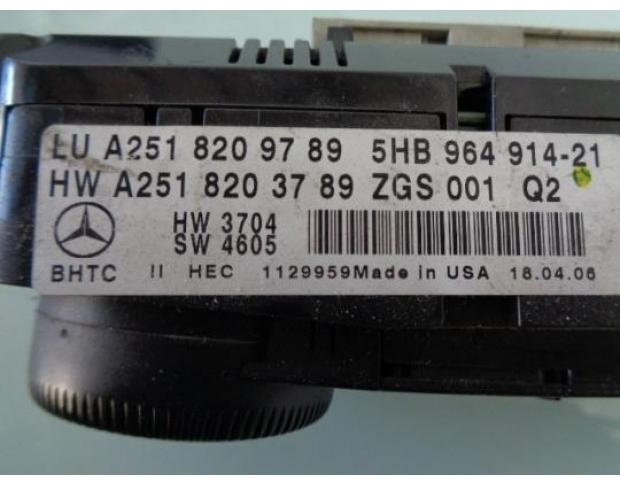 LU A251 820 97 89 5HB 964 914-21
HW A251 820 37 89 ZGS 001 Q2
HW 3704
SW 4605
BHTC II HEC 1129959Made in USA 18.04.06